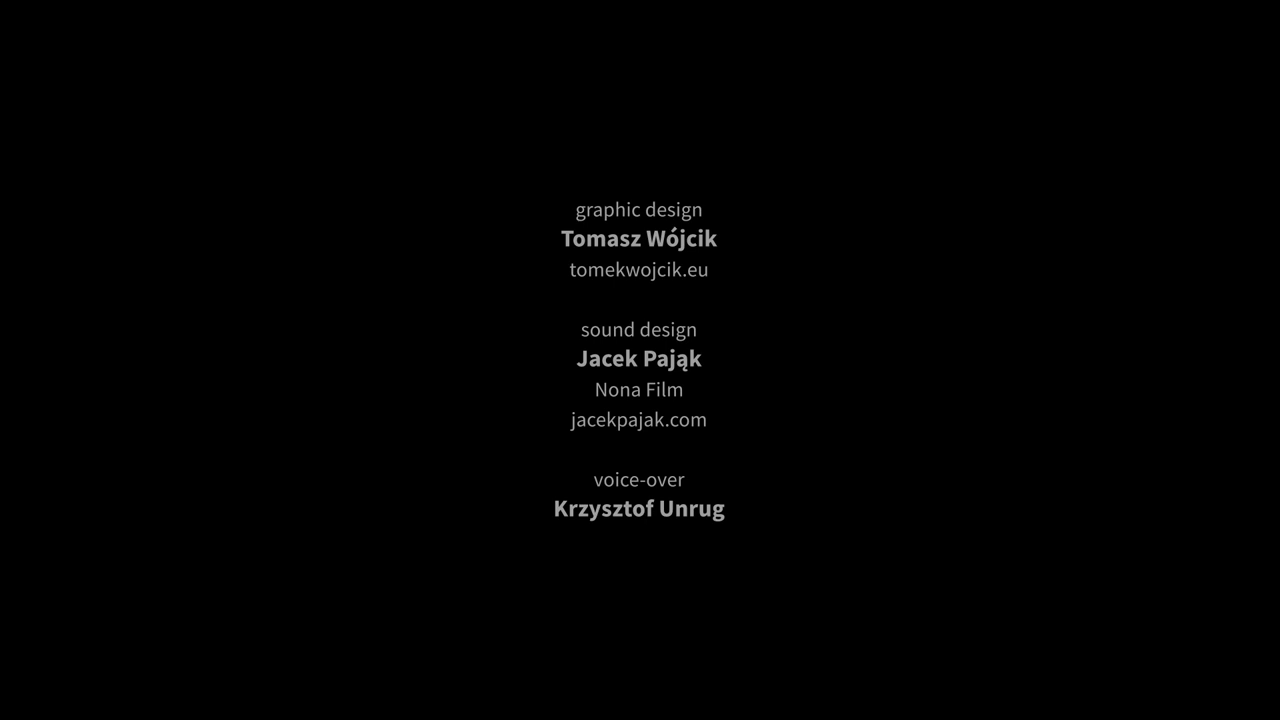 graphic design
Tomasz Wójcik
tomekwojcik.eu
sound design
Jacek Pająk
Nona Film
jacekpajak.com
voice-over
Krzysztof Unrug